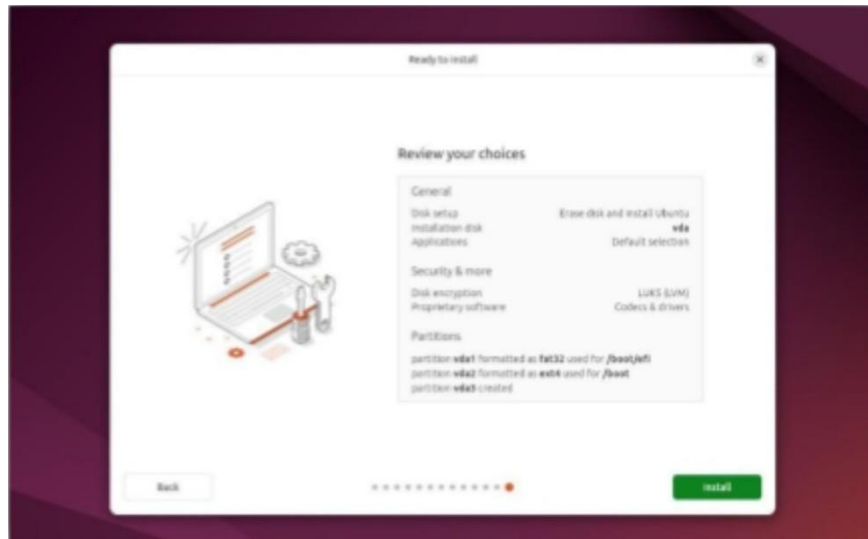 Ready to install
Review your choices
General
Disk setup Erase disk and install Ubuntu
Installation disk vda
Applications Default selection
Security & more
Disk encryption LUKS (LVM)
Proprietary software Codecs & drivers
Partitions
partition vda1 formatted as fat32 used for /boot/efi
partition vda2 formatted as ext4 used for /boot
partition vda3 created
Back
Install